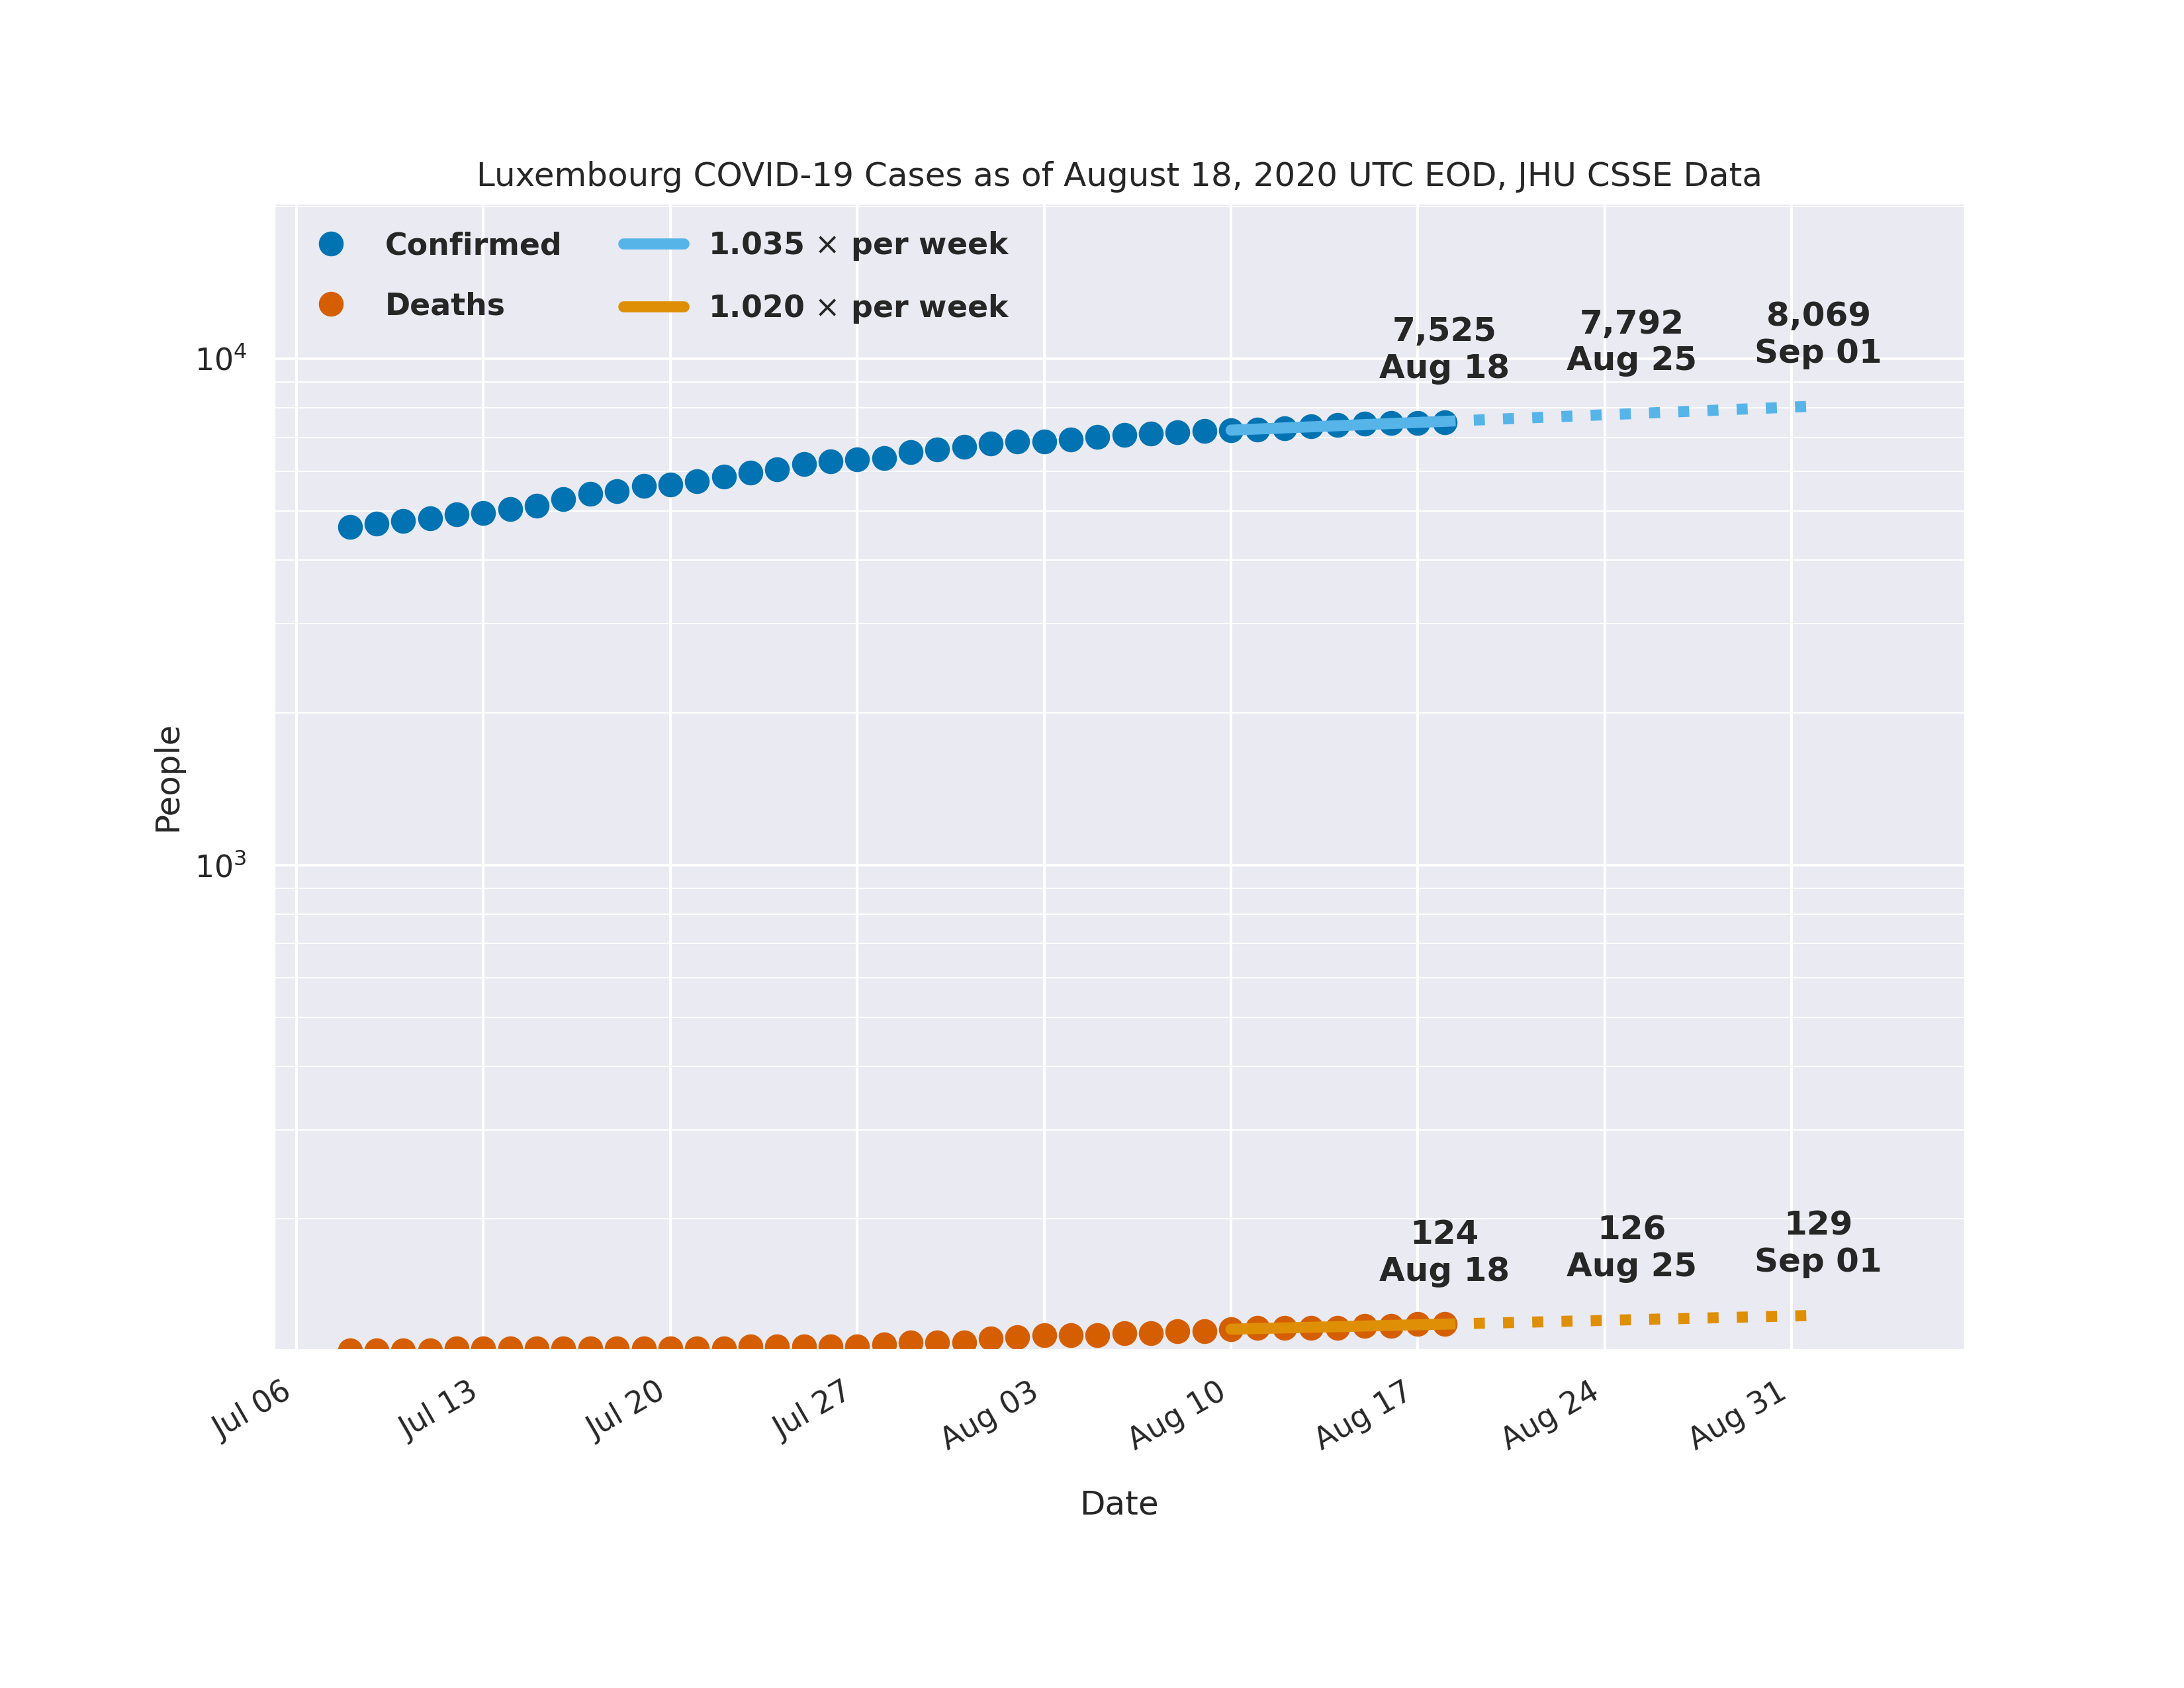 Luxembourg COVID-19 Cases as of August 18, 2020 UTC EOD, JHU CSSE Data
Confirmed
Deaths
1.035 × per week
1.020 × per week
7,525
Aug 18
7,792
Aug 25
8,069
Sep 01
10⁴
People
10³
124
Aug 18
126
Aug 25
129
Sep 01
Jul 06
Jul 13
Jul 20
Jul 27
Aug 03
Aug 10
Aug 17
Aug 24
Aug 31
Date